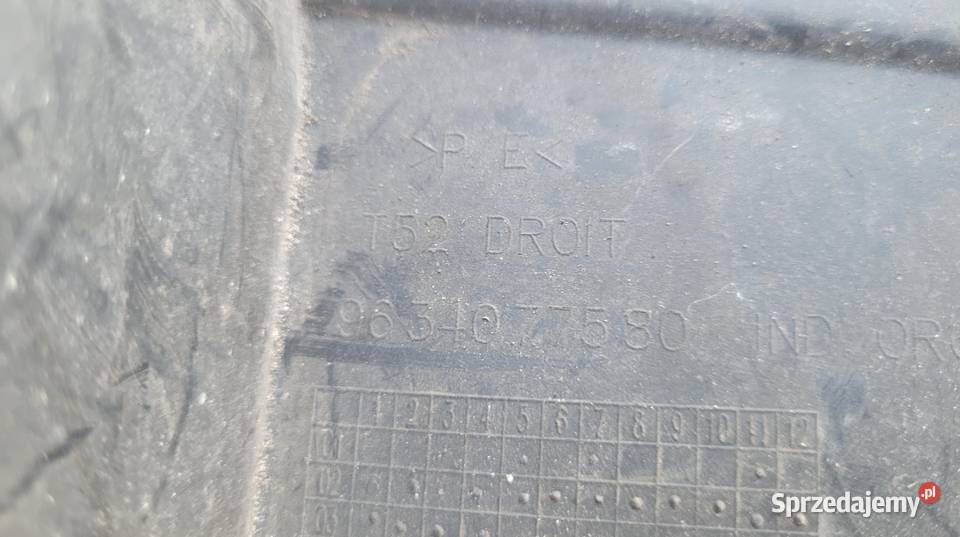 >P E<
T52 DROIT
9634077580 IND OR
1 2 3 4 5 6 7 8 9 10 11 12
01
02
03
Sprzedajemy.pl